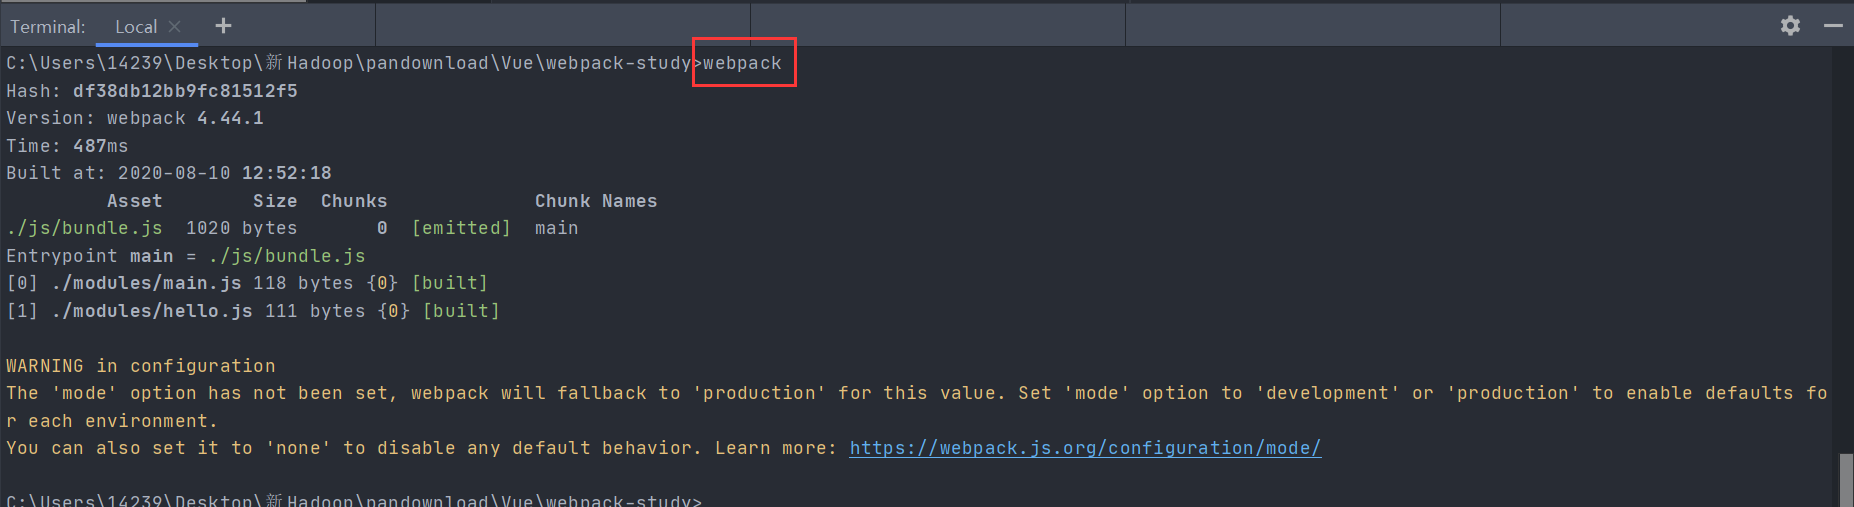 Terminal: Local × +
C:\Users\14239\Desktop\新Hadoop\pandownload\Vue\webpack-study>webpack
Hash: df38db12bb9fc81512f5
Version: webpack 4.44.1
Time: 487ms
Built at: 2020-08-10 12:52:18
Asset Size Chunks Chunk Names
./js/bundle.js 1020 bytes 0 [emitted] main
Entrypoint main = ./js/bundle.js
[0] ./modules/main.js 118 bytes {0} [built]
[1] ./modules/hello.js 111 bytes {0} [built]
WARNING in configuration
The 'mode' option has not been set, webpack will fallback to 'production' for this value. Set 'mode' option to 'development' or 'production' to enable defaults fo
r each environment.
You can also set it to 'none' to disable any default behavior. Learn more: https://webpack.js.org/configuration/mode/
C:\Users\14239\Desktop\新Hadoop\pandownload\Vue\webpack-study>